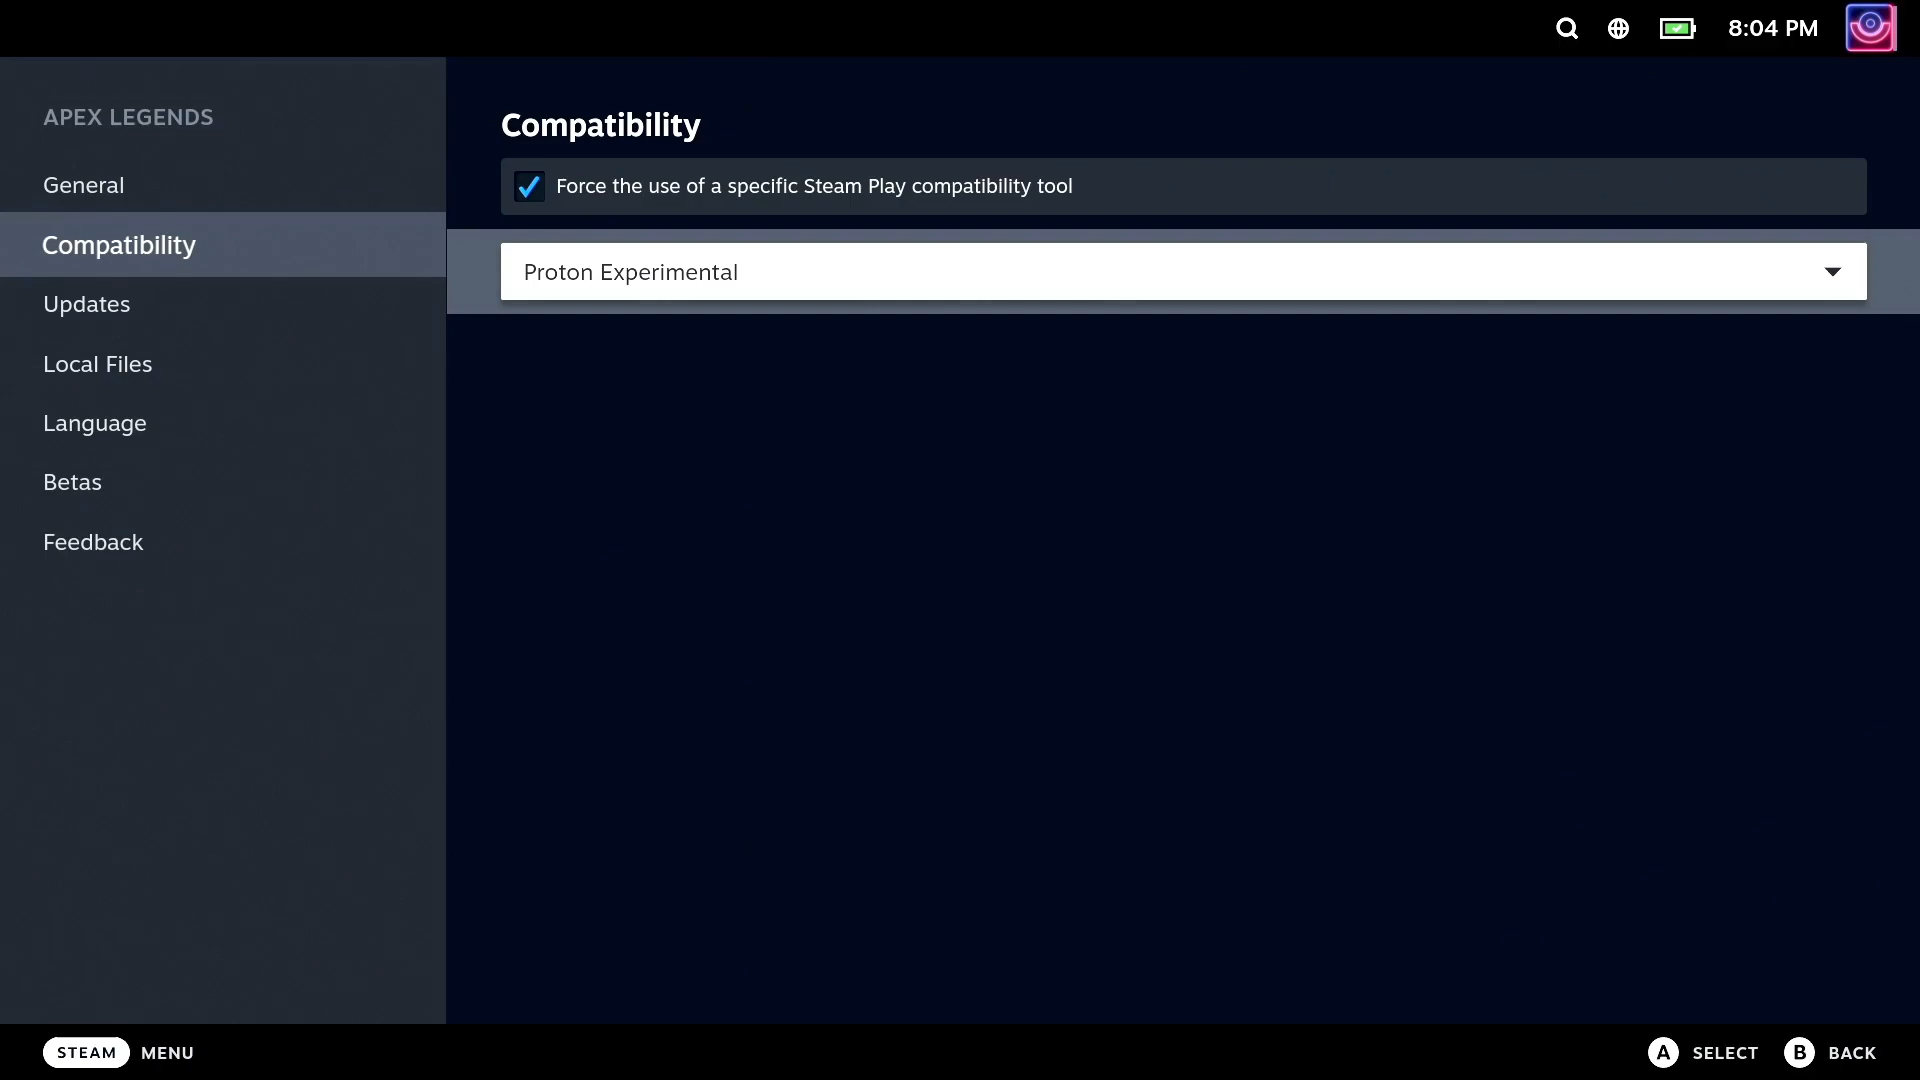 8:04 PM
APEX LEGENDS
General
Compatibility
Updates
Local Files
Language
Betas
Feedback
Compatibility
Force the use of a specific Steam Play compatibility tool
Proton Experimental
STEAM MENU
A SELECT B BACK